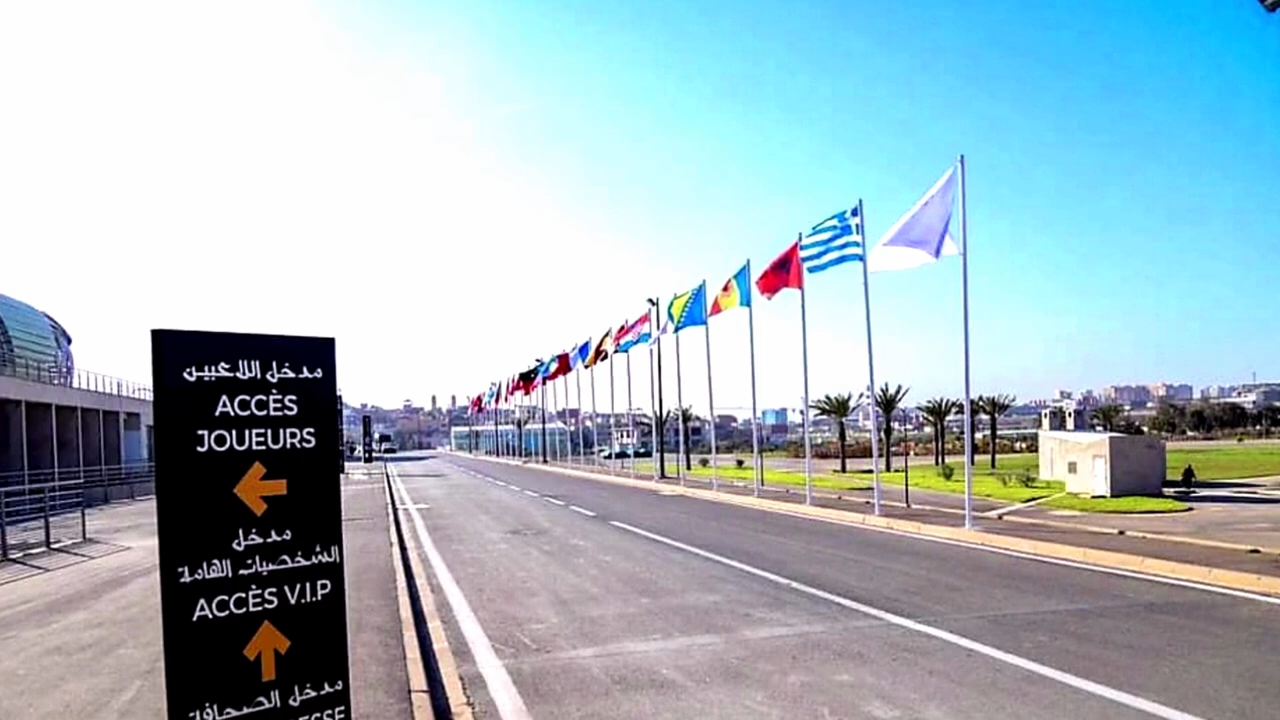 مدخل اللاعبين
ACCÈS
JOUEURS
مدخل
الشخصيات الهامة
ACCÈS V.I.P
مدخل الصحافة